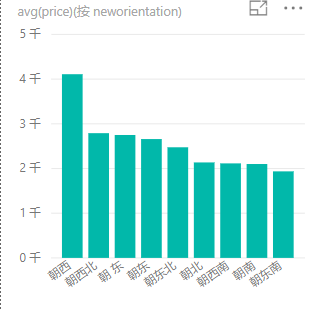 avg(price)(按 neworientation)
5 千
4 千
3 千
2 千
1 千
0 千
朝西
朝西北
朝 东
朝东
朝东北
朝北
朝西南
朝南
朝东南